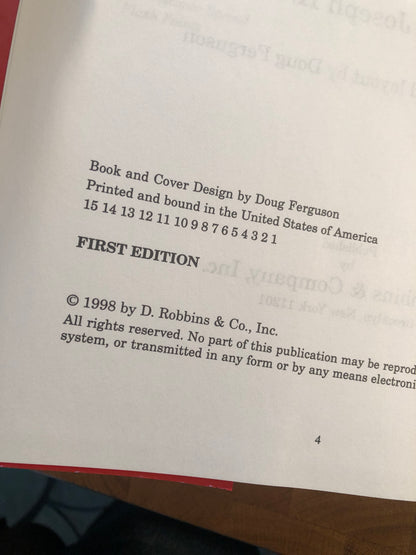 Book and Cover Design by Doug Ferguson
Printed and bound in the United States of America
15 14 13 12 11 10 9 8 7 6 5 4 3 2 1
FIRST EDITION
© 1998 by D. Robbins & Co., Inc.
All rights reserved. No part of this publication may be reprod
system, or transmitted in any form or by any means electroni
4